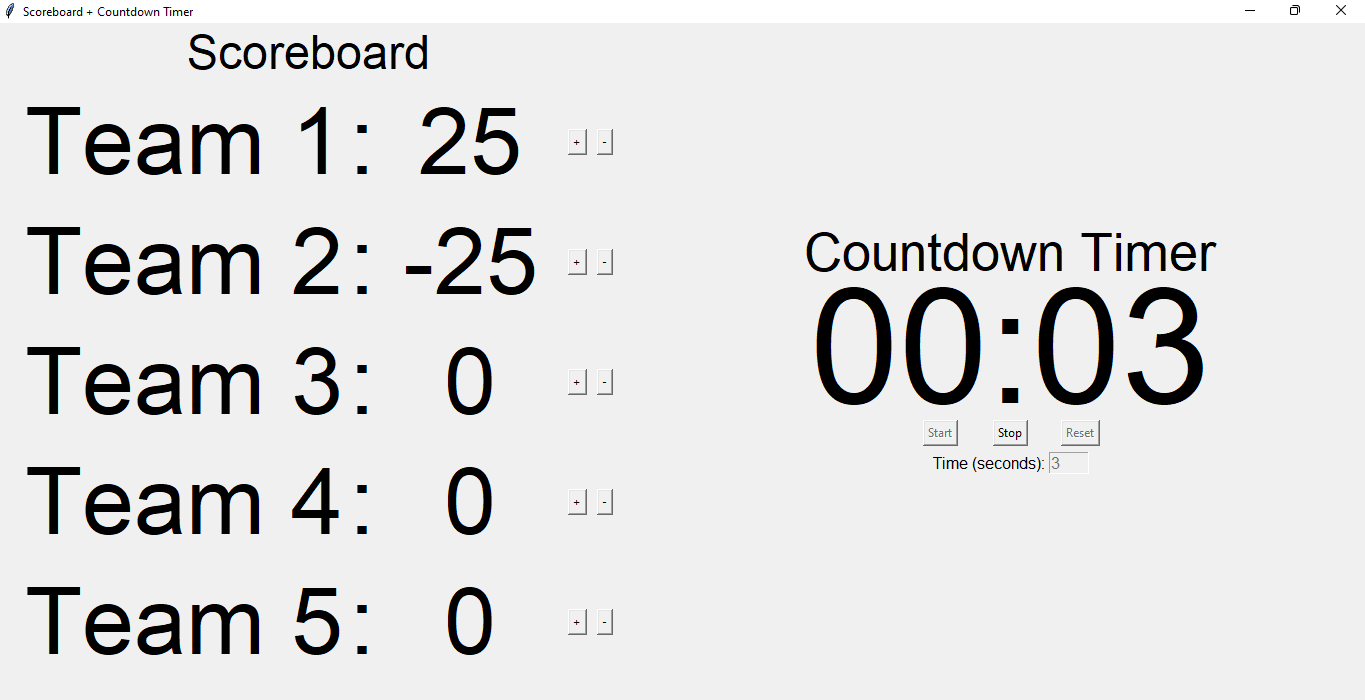 Scoreboard + Countdown Timer
Scoreboard
Team 1: 25 + -
Team 2: -25 + -
Team 3: 0 + -
Team 4: 0 + -
Team 5: 0 + -
Countdown Timer
00:03
Start Stop Reset
Time (seconds): 3